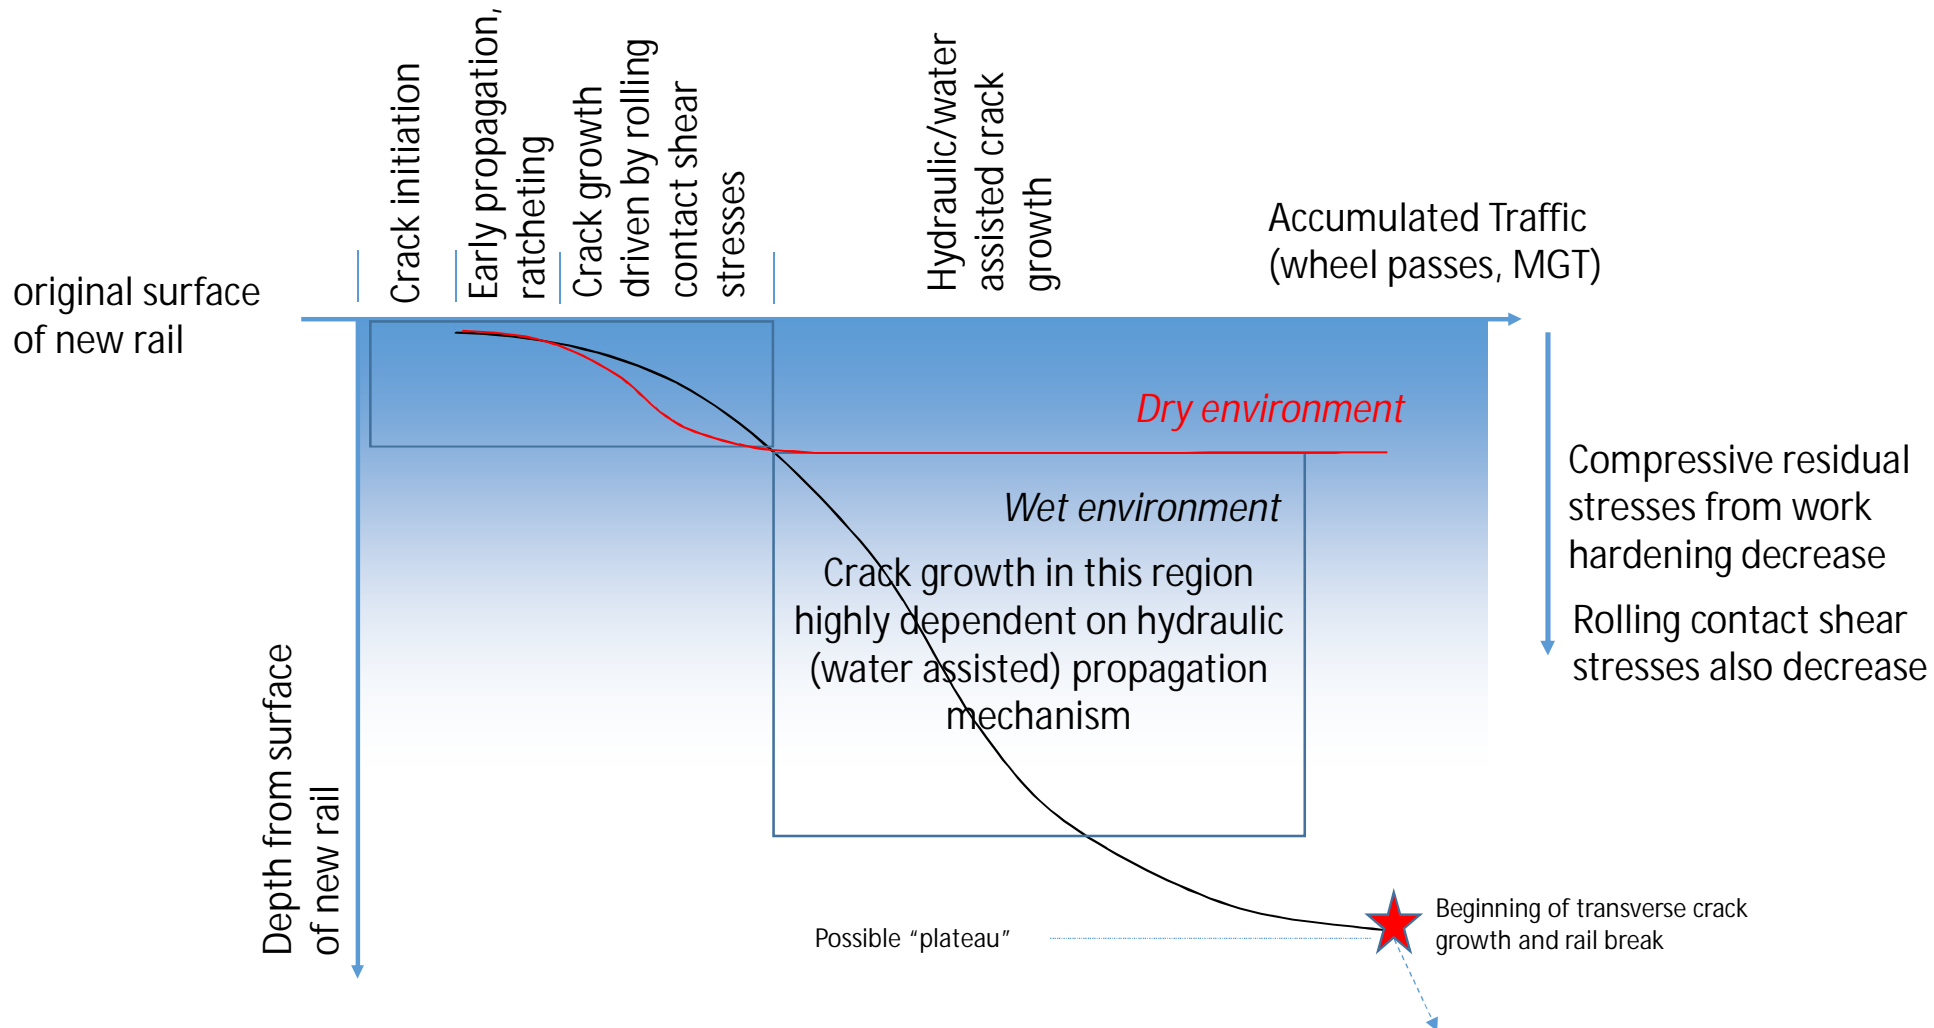 Crack initiation
Early propagation,
ratcheting
Crack growth
driven by rolling
contact shear
stresses
Hydraulic/water
assisted crack
growth
Accumulated Traffic
(wheel passes, MGT)
original surface
of new rail
Dry environment
Wet environment
Crack growth in this region
highly dependent on hydraulic
(water assisted) propagation
mechanism
Compressive residual
stresses from work
hardening decrease
Rolling contact shear
stresses also decrease
Depth from surface
of new rail
Possible “plateau”
Beginning of transverse crack
growth and rail break